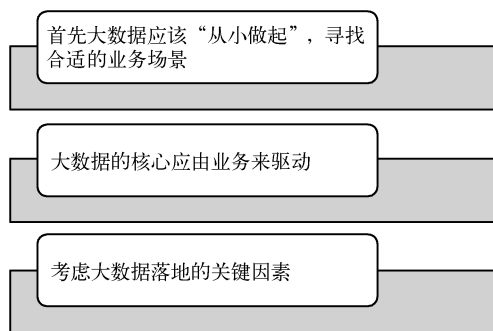 首先大数据应该“从小做起”，寻找
合适的业务场景
大数据的核心应由业务来驱动
考虑大数据落地的关键因素